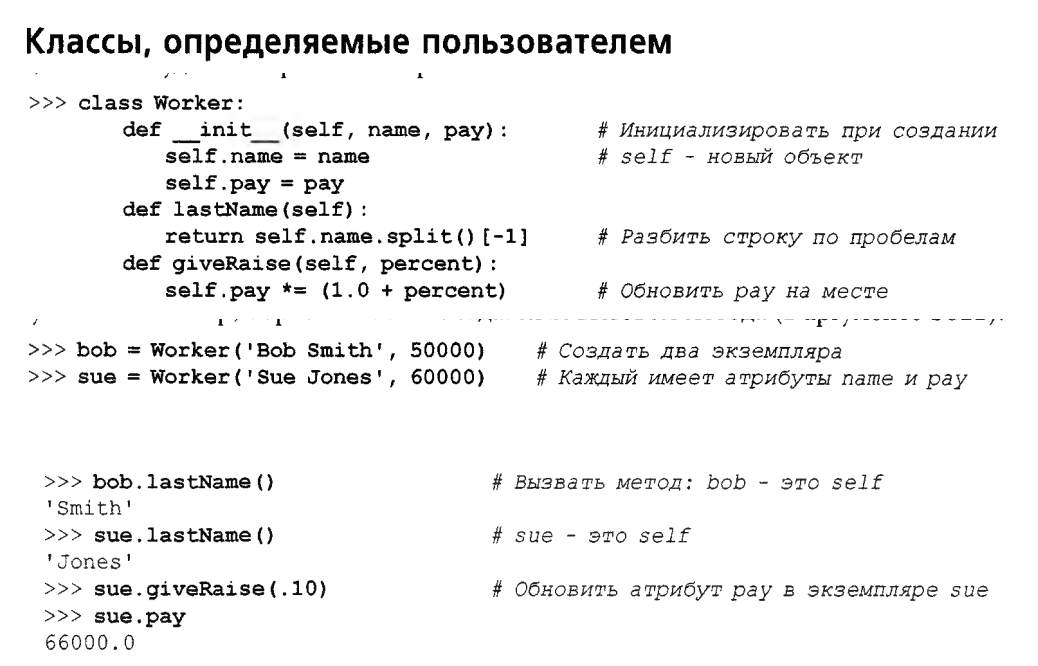 Классы, определяемые пользователем
>>> class Worker:
def __init__(self, name, pay): # Инициализировать при создании
self.name = name # self - новый объект
self.pay = pay
def lastName(self):
return self.name.split()[-1] # Разбить строку по пробелам
def giveRaise(self, percent):
self.pay *= (1.0 + percent) # Обновить pay на месте
>>> bob = Worker('Bob Smith', 50000) # Создать два экземпляра
>>> sue = Worker('Sue Jones', 60000) # Каждый имеет атрибуты name и pay
>>> bob.lastName() # Вызвать метод: bob - это self
'Smith'
>>> sue.lastName() # sue - это self
'Jones'
>>> sue.giveRaise(.10) # Обновить атрибут pay в экземпляре sue
>>> sue.pay
66000.0